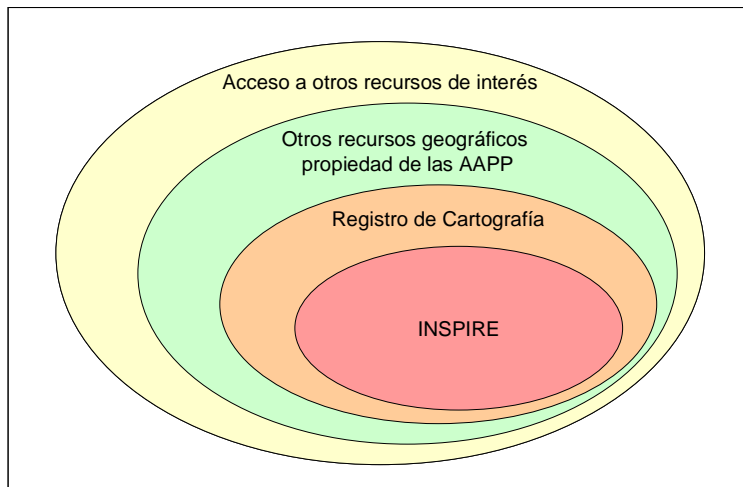 Acceso a otros recursos de interés
Otros recursos geográficos
propiedad de las AAPP
Registro de Cartografía
INSPIRE